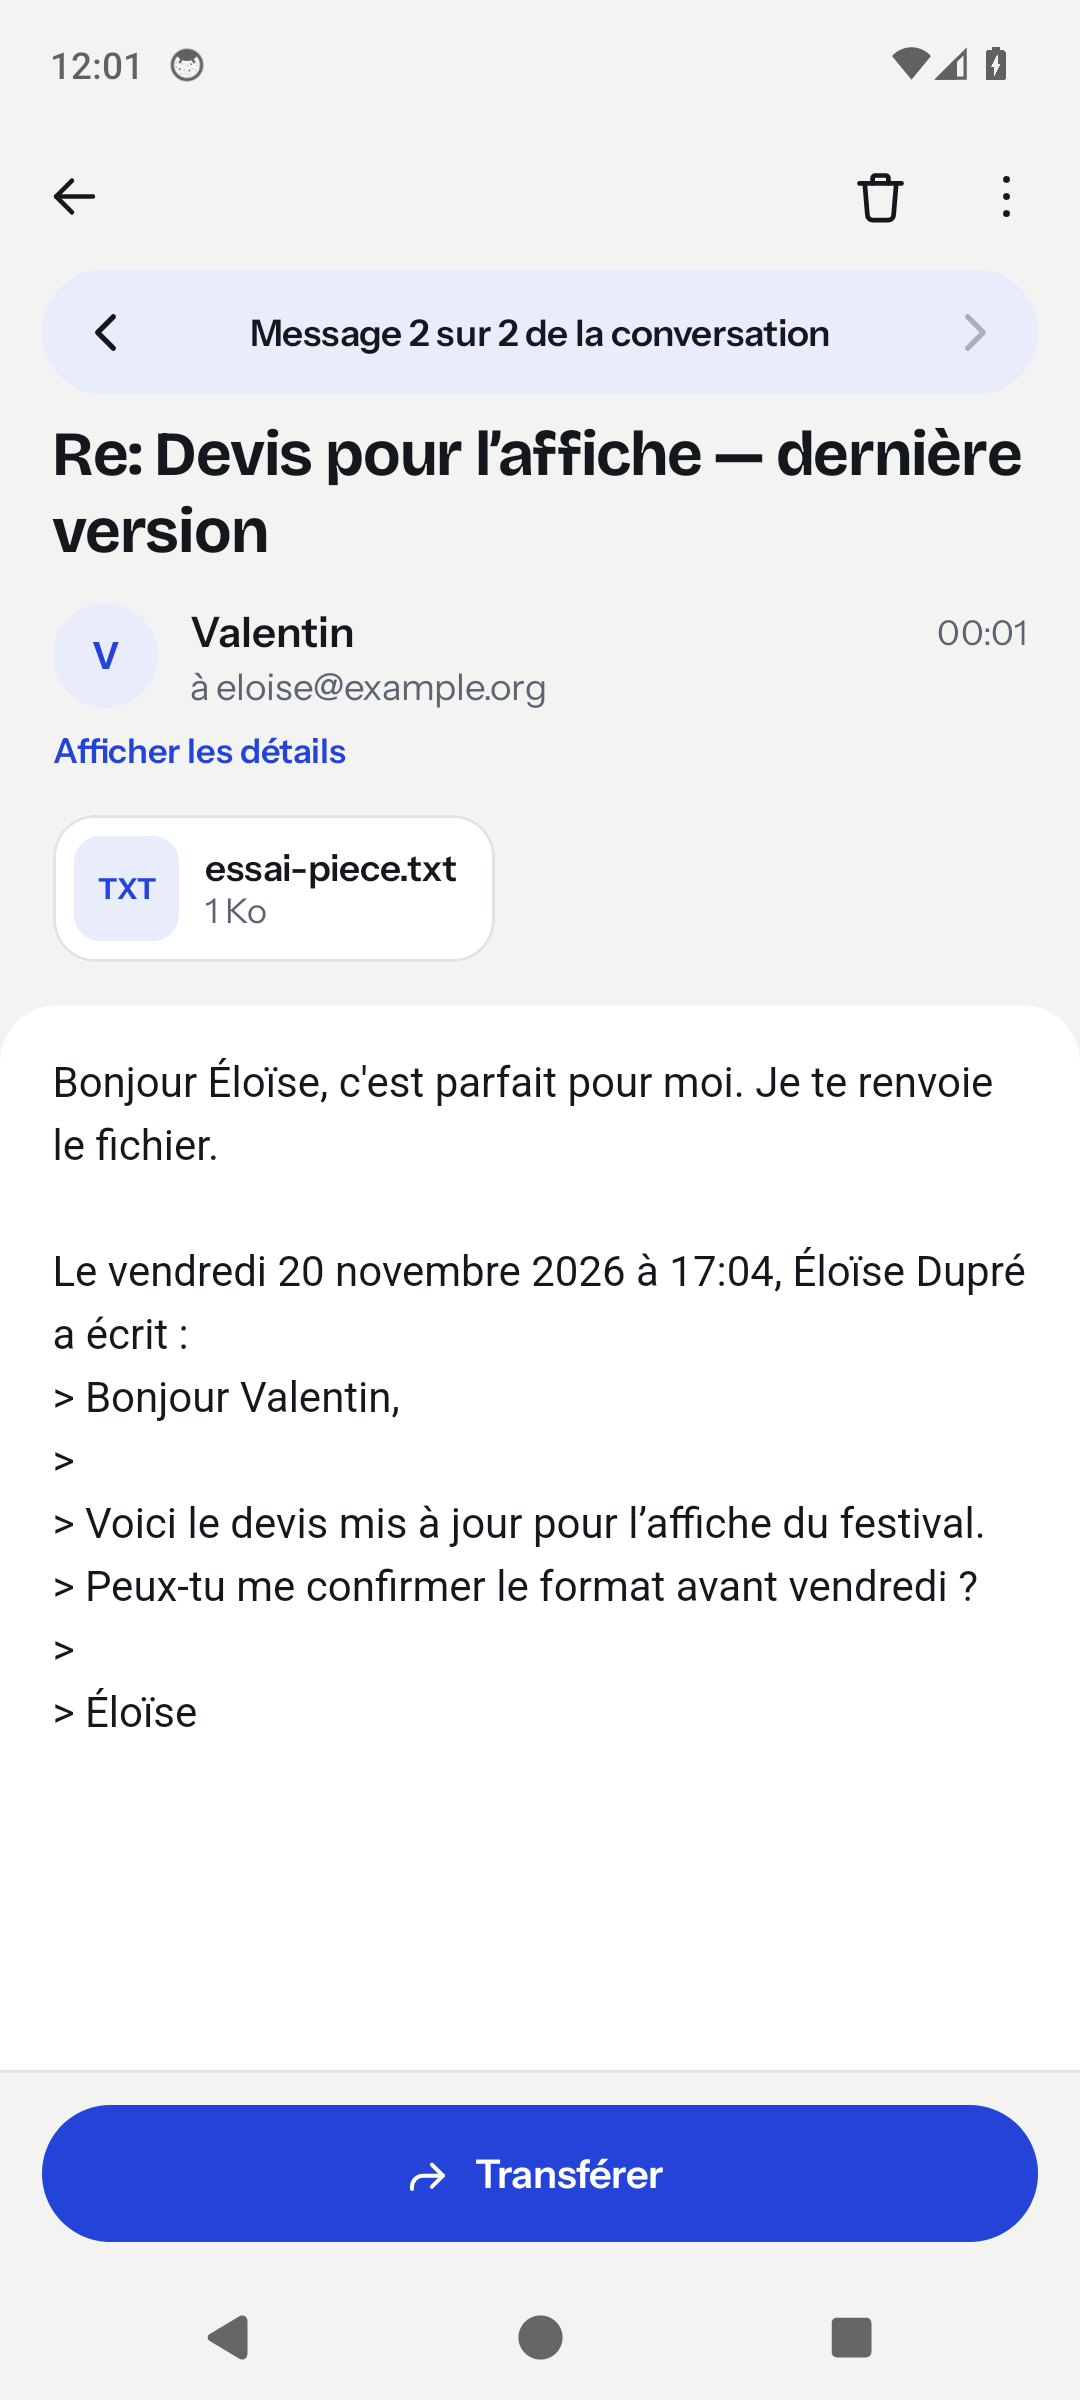 12:01
Message 2 sur 2 de la conversation
Re: Devis pour l’affiche — dernière
version
V
Valentin
00:01
à eloise@example.org
Afficher les détails
TXT
essai-piece.txt
1 Ko
Bonjour Éloïse, c'est parfait pour moi. Je te renvoie
le fichier.
Le vendredi 20 novembre 2026 à 17:04, Éloïse Dupré
a écrit :
> Bonjour Valentin,
>
> Voici le devis mis à jour pour l’affiche du festival.
> Peux-tu me confirmer le format avant vendredi ?
>
> Éloïse
Transférer